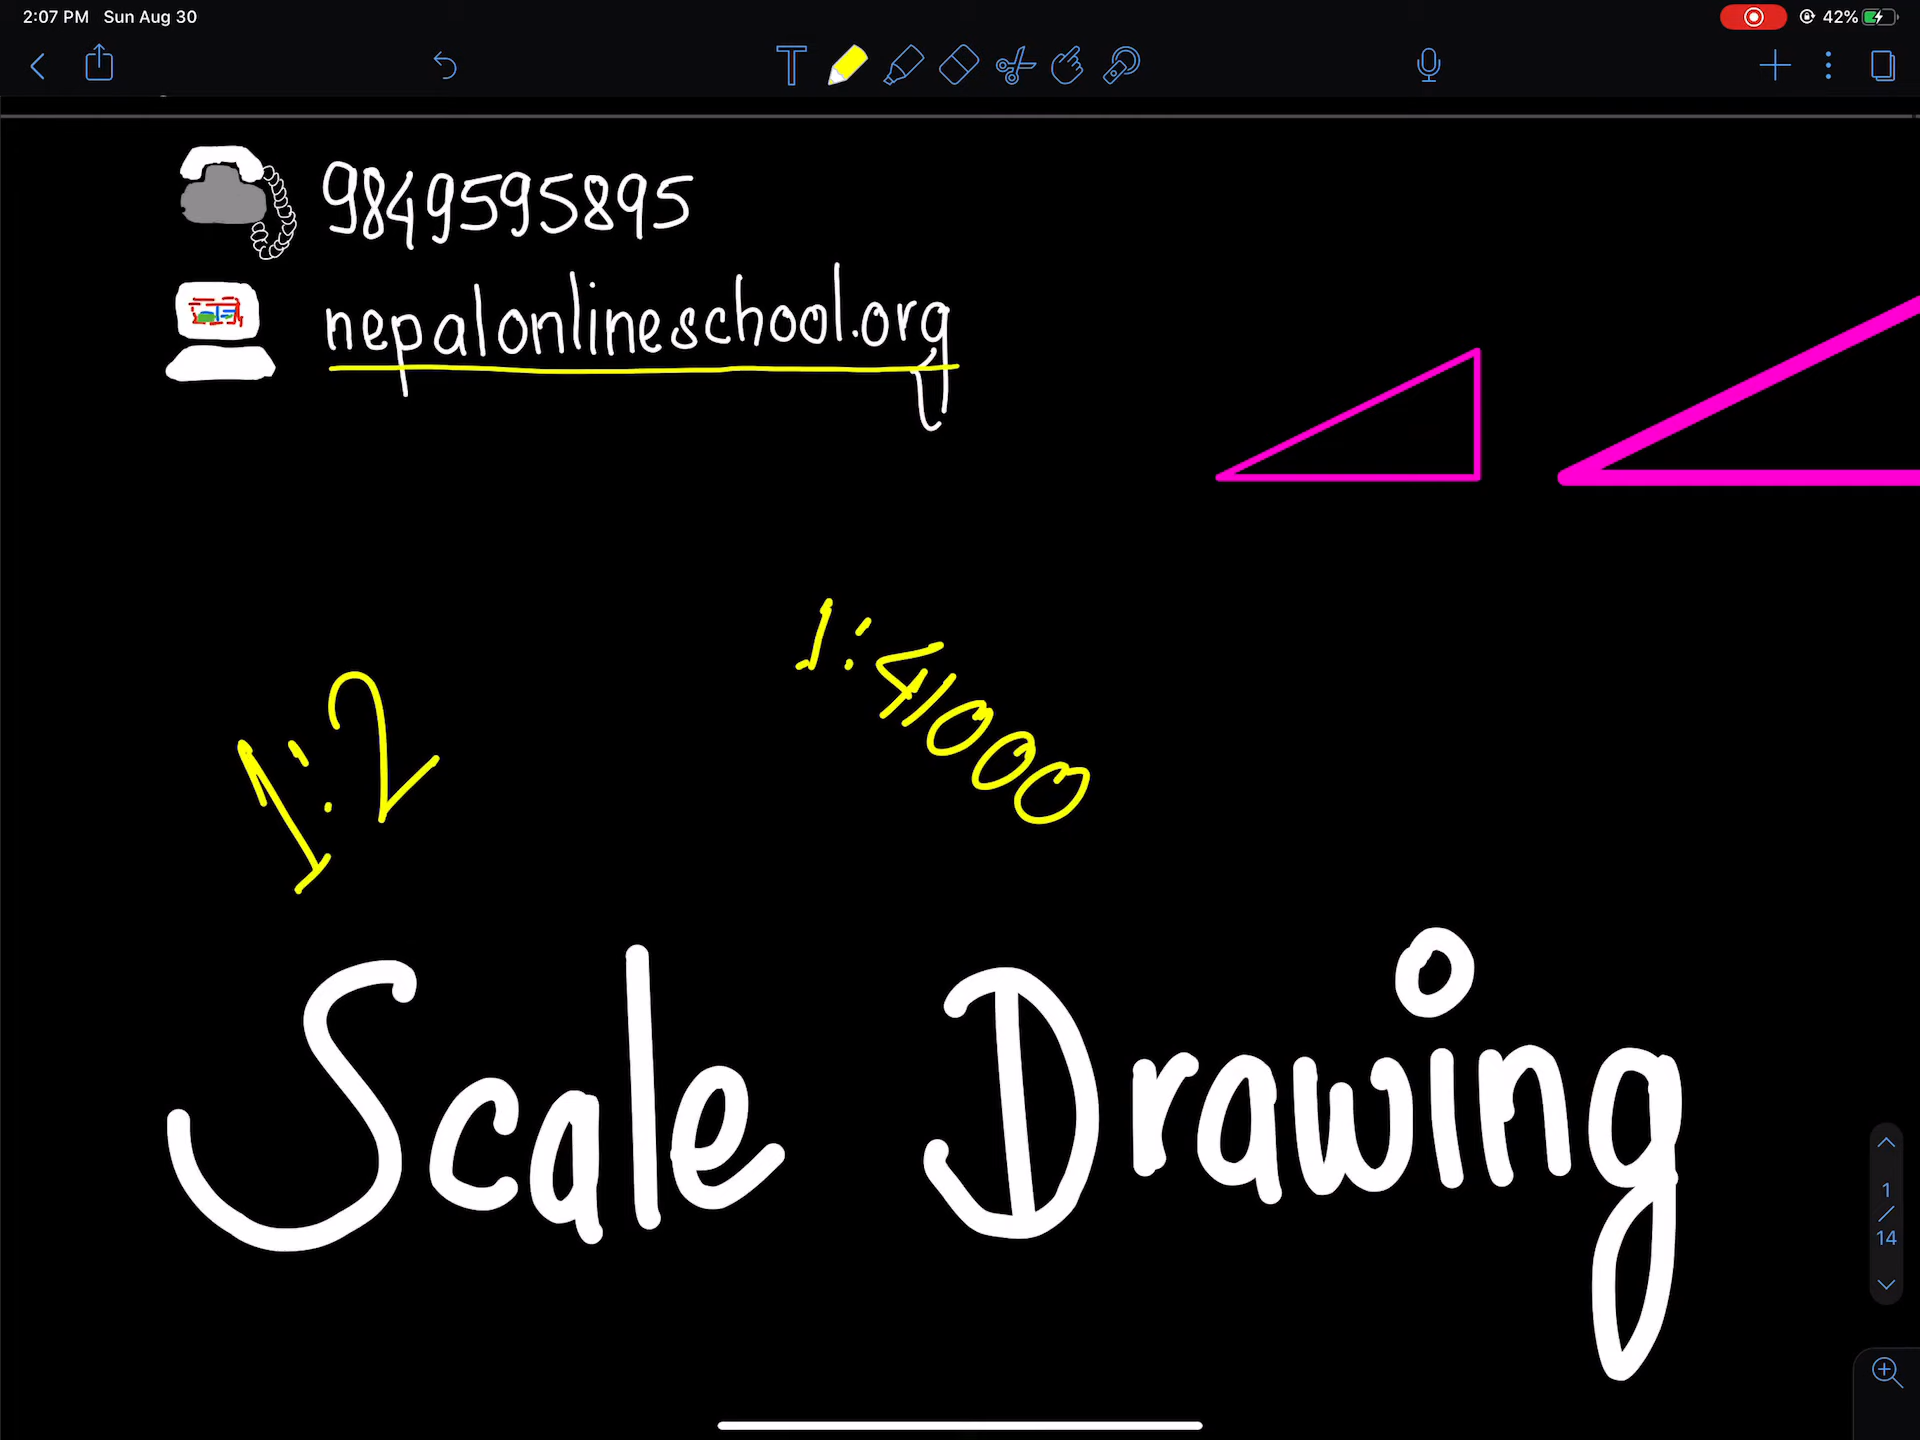 2:07 PM Sun Aug 30
42%
9849595895
nepalonlineschool.org
1:2
1:41000
Scale Drawing
1
/
14